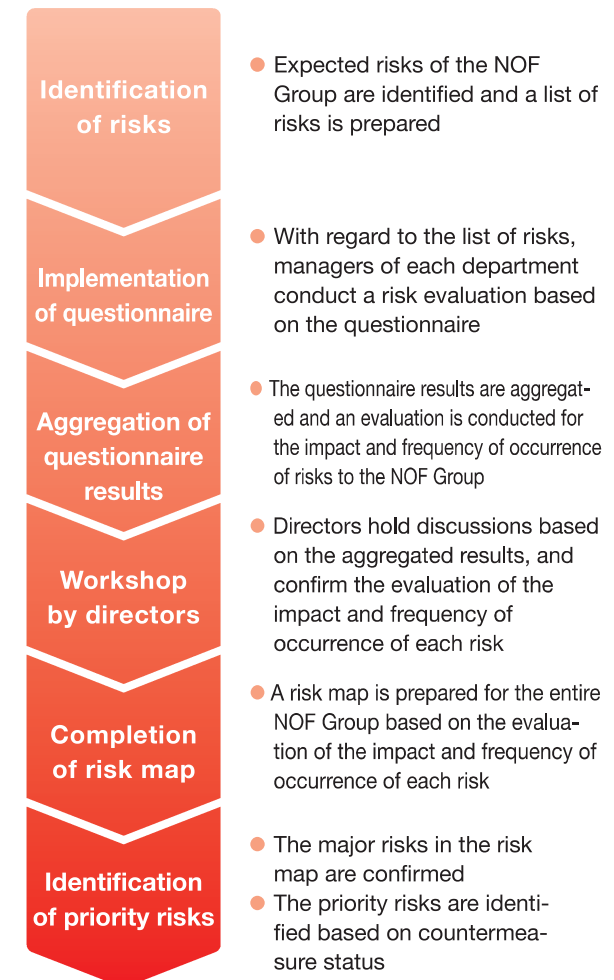 Identification
of risks
● Expected risks of the NOF
Group are identified and a list of
risks is prepared
Implementation
of questionnaire
● With regard to the list of risks,
managers of each department
conduct a risk evaluation based
on the questionnaire
Aggregation of
questionnaire
results
● The questionnaire results are aggregat-
ed and an evaluation is conducted for
the impact and frequency of occurrence
of risks to the NOF Group
Workshop
by directors
● Directors hold discussions based
on the aggregated results, and
confirm the evaluation of the
impact and frequency of
occurrence of each risk
Completion
of risk map
● A risk map is prepared for the entire
NOF Group based on the evalua-
tion of the impact and frequency of
occurrence of each risk
Identification
of priority risks
● The major risks in the risk
map are confirmed
● The priority risks are identi-
fied based on countermea-
sure status